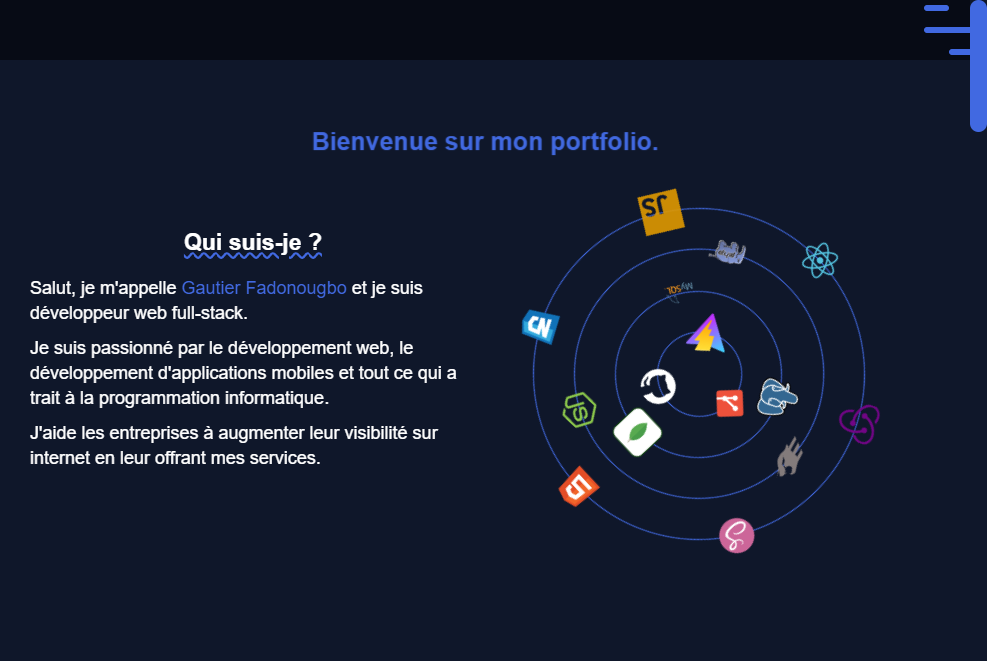 Bienvenue sur mon portfolio.
Qui suis-je ?
Salut, je m'appelle Gautier Fadonougbo et je suis
développeur web full-stack.
Je suis passionné par le développement web, le
développement d'applications mobiles et tout ce qui a
trait à la programmation informatique.
J'aide les entreprises à augmenter leur visibilité sur
internet en leur offrant mes services.
JS
MySQL
JS
5